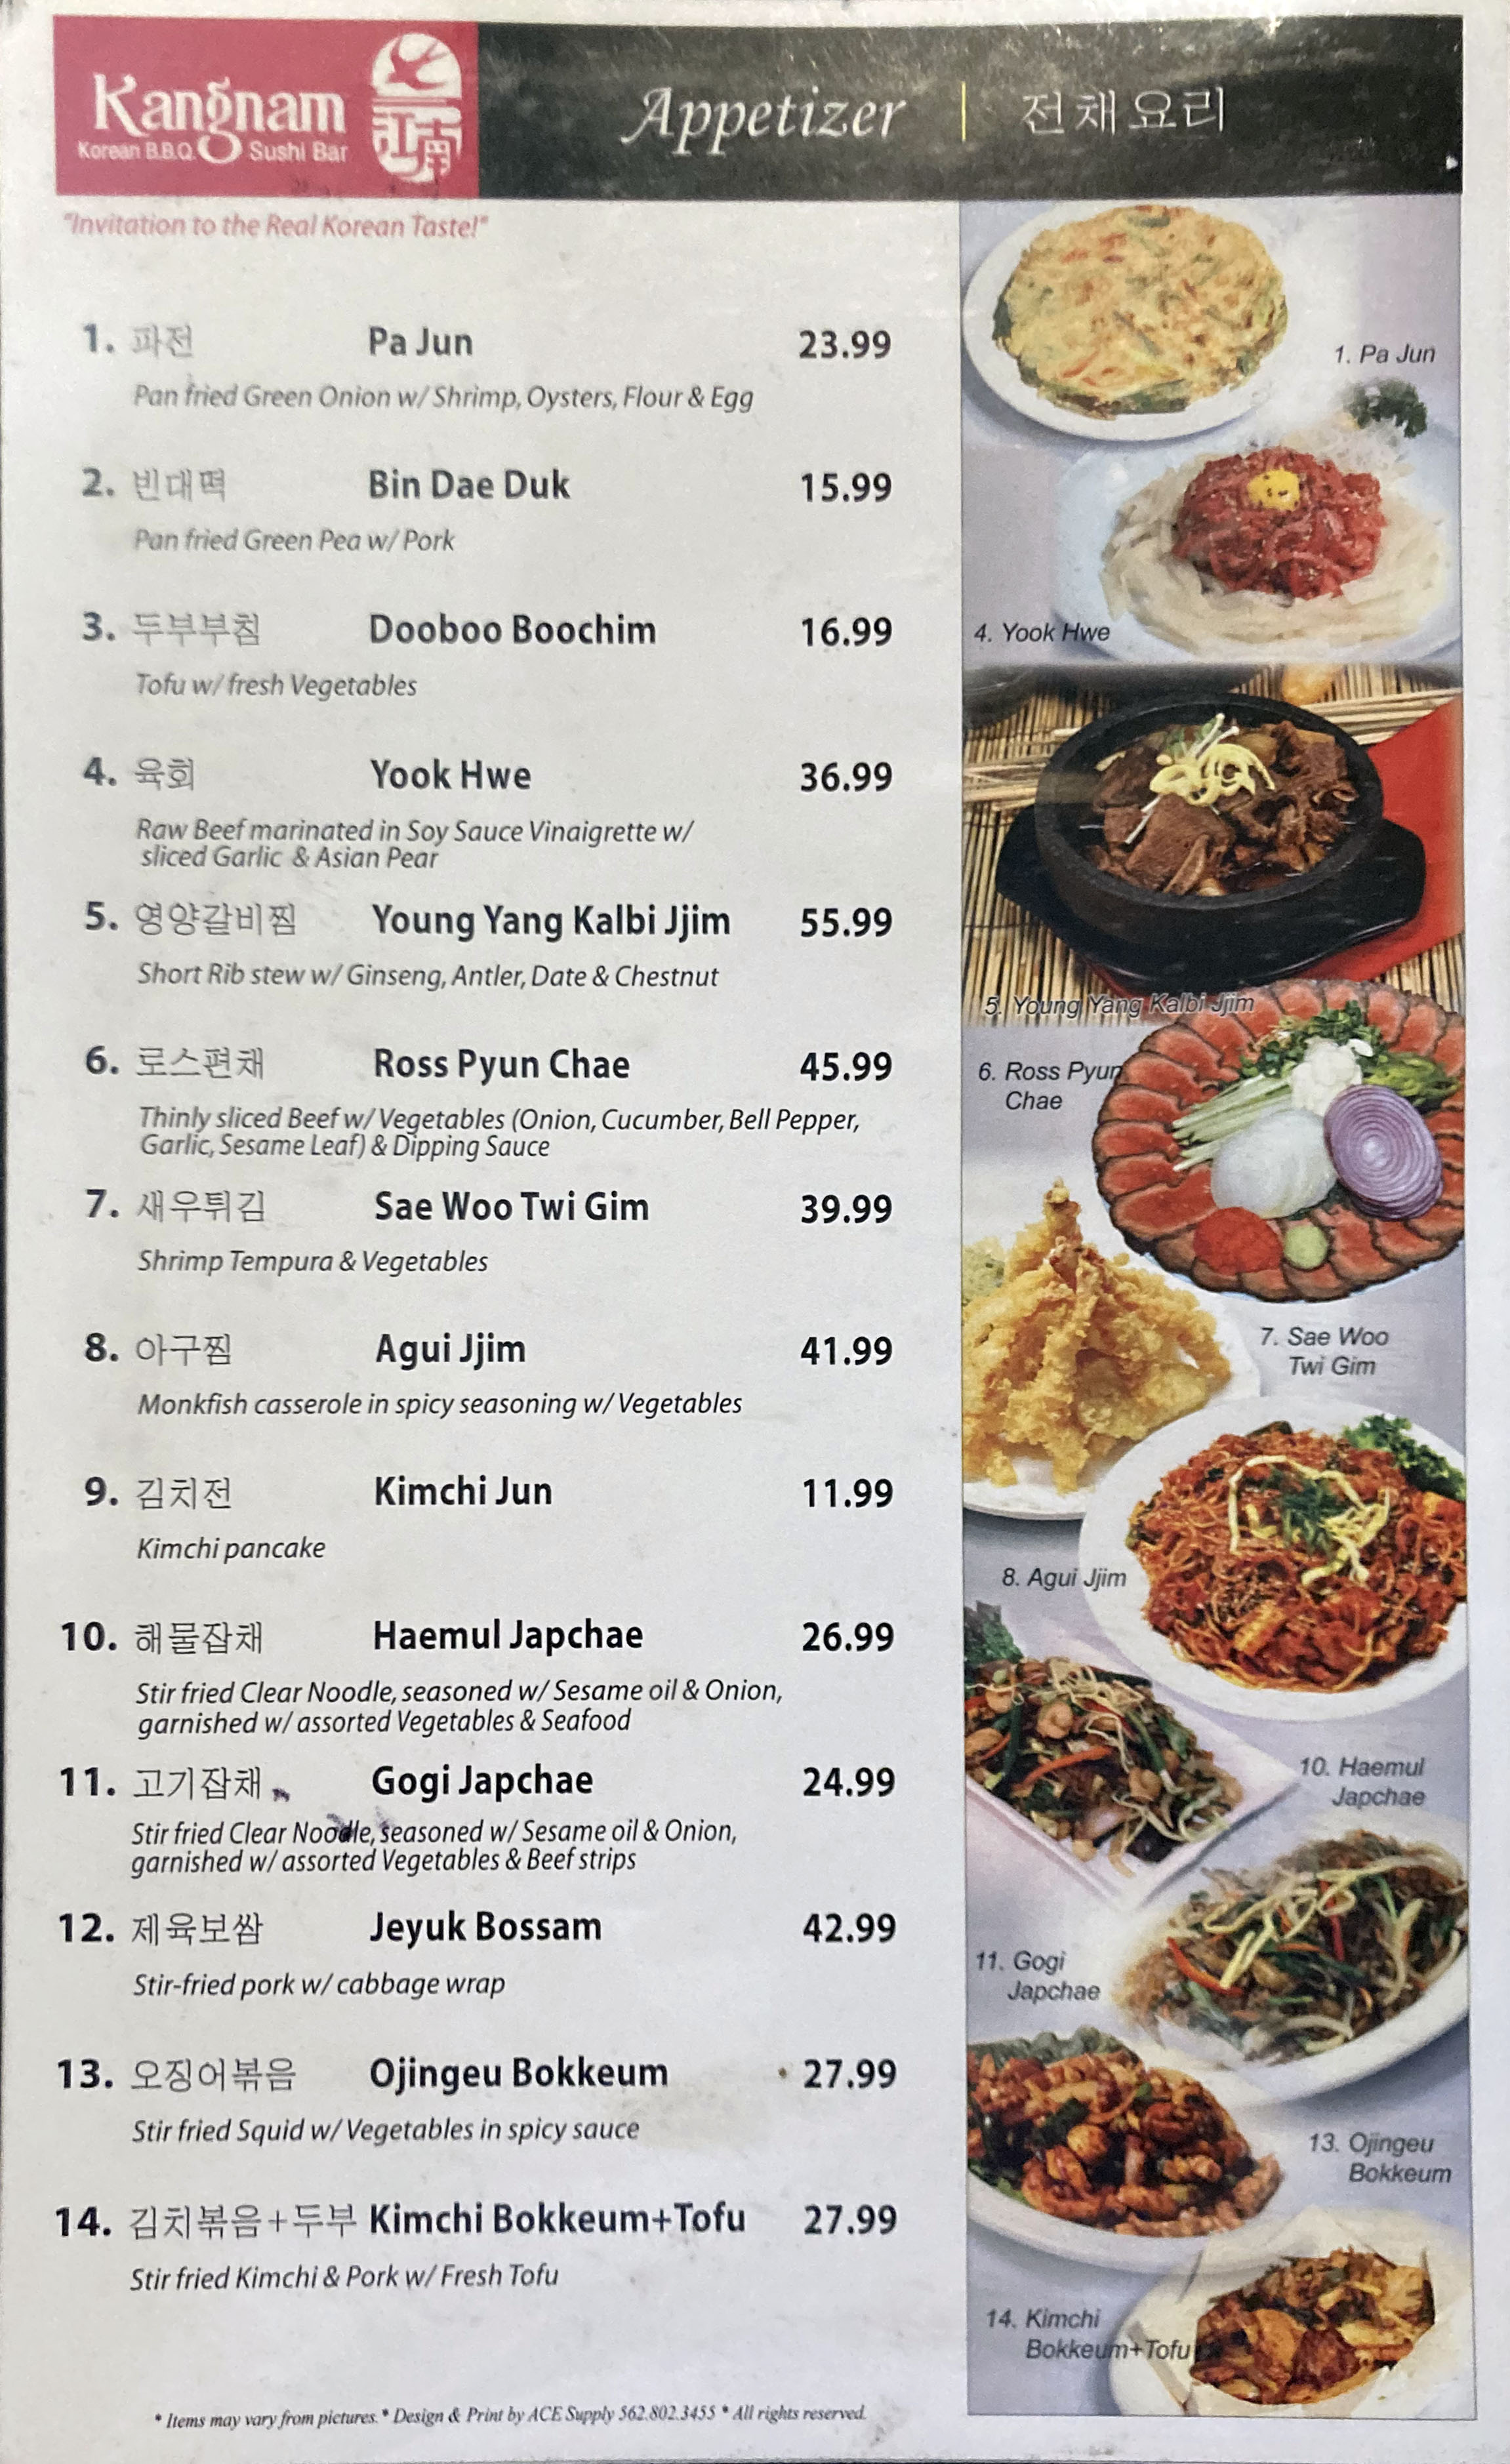 Kangnam
Korean B.B.Q. Sushi Bar
江南
Appetizer | 전채요리
"Invitation to the Real Korean Taste!"
1. 파전 Pa Jun 23.99
Pan fried Green Onion w/ Shrimp, Oysters, Flour & Egg
2. 빈대떡 Bin Dae Duk 15.99
Pan fried Green Pea w/ Pork
3. 두부부침 Dooboo Boochim 16.99
Tofu w/ fresh Vegetables
4. 육회 Yook Hwe 36.99
Raw Beef marinated in Soy Sauce Vinaigrette w/
sliced Garlic & Asian Pear
5. 영양갈비찜 Young Yang Kalbi Jjim 55.99
Short Rib stew w/ Ginseng, Antler, Date & Chestnut
6. 로스편채 Ross Pyun Chae 45.99
Thinly sliced Beef w/ Vegetables (Onion, Cucumber, Bell Pepper,
Garlic, Sesame Leaf) & Dipping Sauce
7. 새우튀김 Sae Woo Twi Gim 39.99
Shrimp Tempura & Vegetables
8. 아구찜 Agui Jjim 41.99
Monkfish casserole in spicy seasoning w/ Vegetables
9. 김치전 Kimchi Jun 11.99
Kimchi pancake
10. 해물잡채 Haemul Japchae 26.99
Stir fried Clear Noodle, seasoned w/ Sesame oil & Onion,
garnished w/ assorted Vegetables & Seafood
11. 고기잡채 Gogi Japchae 24.99
Stir fried Clear Noodle, seasoned w/ Sesame oil & Onion,
garnished w/ assorted Vegetables & Beef strips
12. 제육보쌈 Jeyuk Bossam 42.99
Stir-fried pork w/ cabbage wrap
13. 오징어볶음 Ojingeu Bokkeum 27.99
Stir fried Squid w/ Vegetables in spicy sauce
14. 김치볶음+두부 Kimchi Bokkeum+Tofu 27.99
Stir fried Kimchi & Pork w/ Fresh Tofu
1. Pa Jun
4. Yook Hwe
5. Young Yang Kalbi Jjim
6. Ross Pyun
Chae
7. Sae Woo
Twi Gim
8. Agui Jjim
10. Haemul
Japchae
11. Gogi
Japchae
13. Ojingeu
Bokkeum
14. Kimchi
Bokkeum+Tofu
* Items may vary from pictures. * Design & Print by ACE Supply 562.802.3455 * All rights reserved.